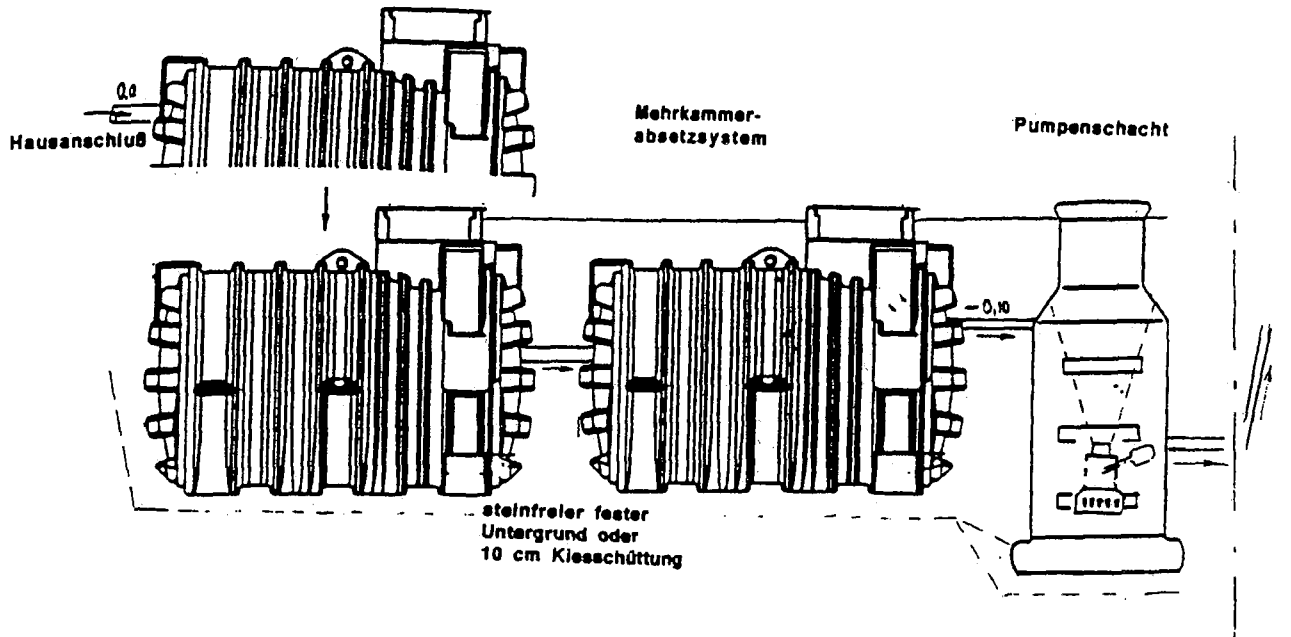 0,0
Hausanschluß
Mehrkammer-
absetzsystem
Pumpenschacht
– 0,10
steinfreier fester
Untergrund oder
10 cm Kiesschüttung